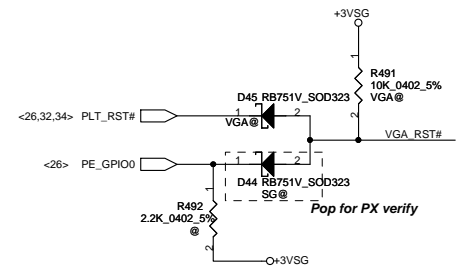 +3VSG
1
R491
10K_0402_5%
VGA@
2
D45 RB751V_SOD323
<26,32,34> PLT_RST#
1
2
VGA@
VGA_RST#
<26> PE_GPIO0
1
2
D44 RB751V_SOD323
SG@
Pop for PX verify
1
R492
2.2K_0402_5%
@
2
+3VSG